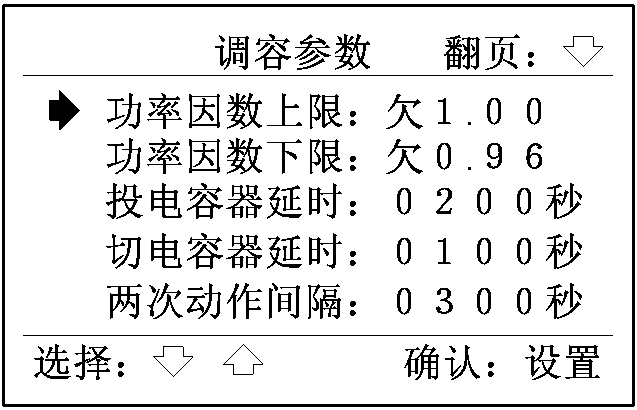 调容参数 翻页：
功率因数上限：欠1.00
功率因数下限：欠0.96
投电容器延时：0200秒
切电容器延时：0100秒
两次动作间隔：0300秒
选择： 确认：设置